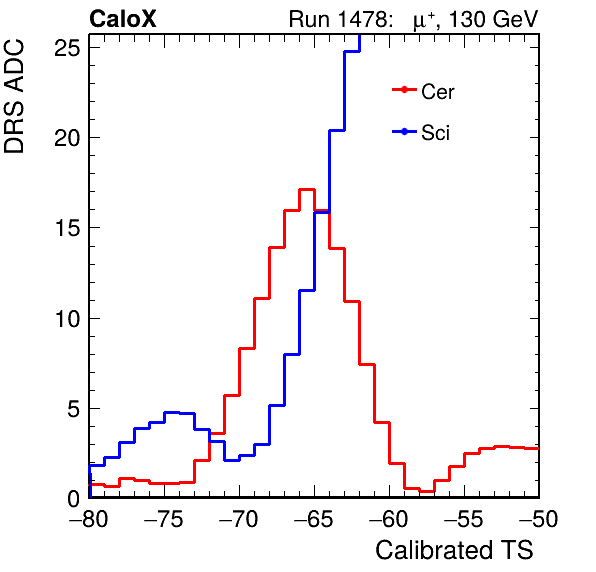 CaloX Run 1478: μ⁺, 130 GeV
DRS ADC
25
20
15
10
5
0
Cer
Sci
−80 −75 −70 −65 −60 −55 −50
Calibrated TS